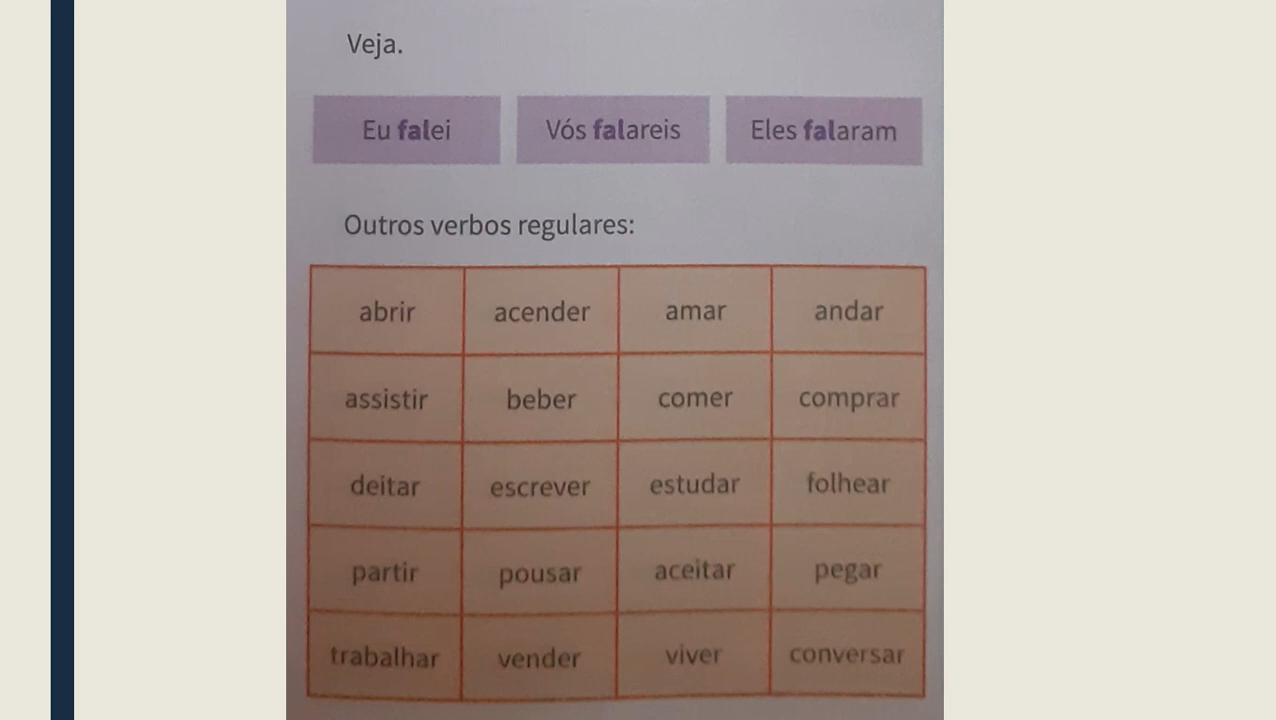 Veja.
Eu falei Vós falareis Eles falaram
Outros verbos regulares:
abrir acender amar andar
assistir beber comer comprar
deitar escrever estudar folhear
partir pousar aceitar pegar
trabalhar vender viver conversar